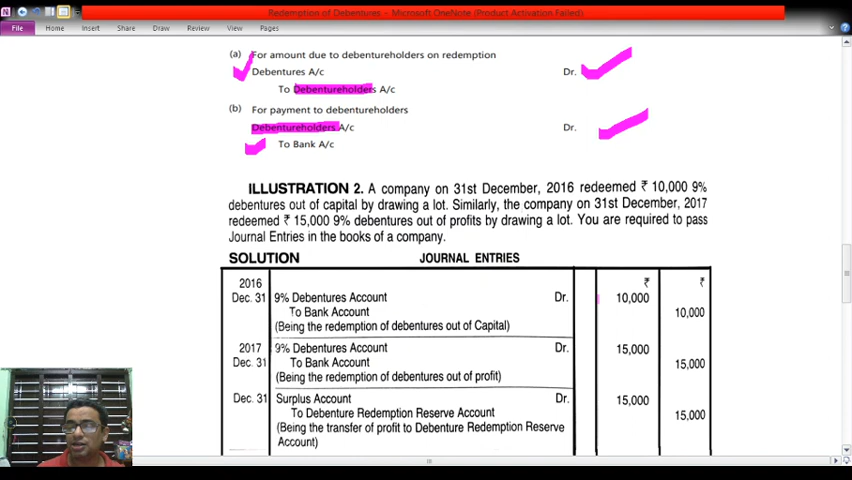 Redemption of Debentures - Microsoft OneNote (Product Activation Failed)
File Home Insert Share Draw Review View Pages
(a) For amount due to debentureholders on redemption
Debentures A/c Dr.
To Debentureholders A/c
(b) For payment to debentureholders
Debentureholders A/c Dr.
To Bank A/c
ILLUSTRATION 2. A company on 31st December, 2016 redeemed ₹ 10,000 9%
debentures out of capital by drawing a lot. Similarly, the company on 31st December, 2017
redeemed ₹ 15,000 9% debentures out of profits by drawing a lot. You are required to pass
Journal Entries in the books of a company.
SOLUTION JOURNAL ENTRIES
2016 ₹ ₹
Dec. 31 9% Debentures Account Dr. 10,000
To Bank Account 10,000
(Being the redemption of debentures out of Capital)
2017 9% Debentures Account Dr. 15,000
Dec. 31 To Bank Account 15,000
(Being the redemption of debentures out of profit)
Dec. 31 Surplus Account Dr. 15,000
To Debenture Redemption Reserve Account 15,000
(Being the transfer of profit to Debenture Redemption Reserve
Account)